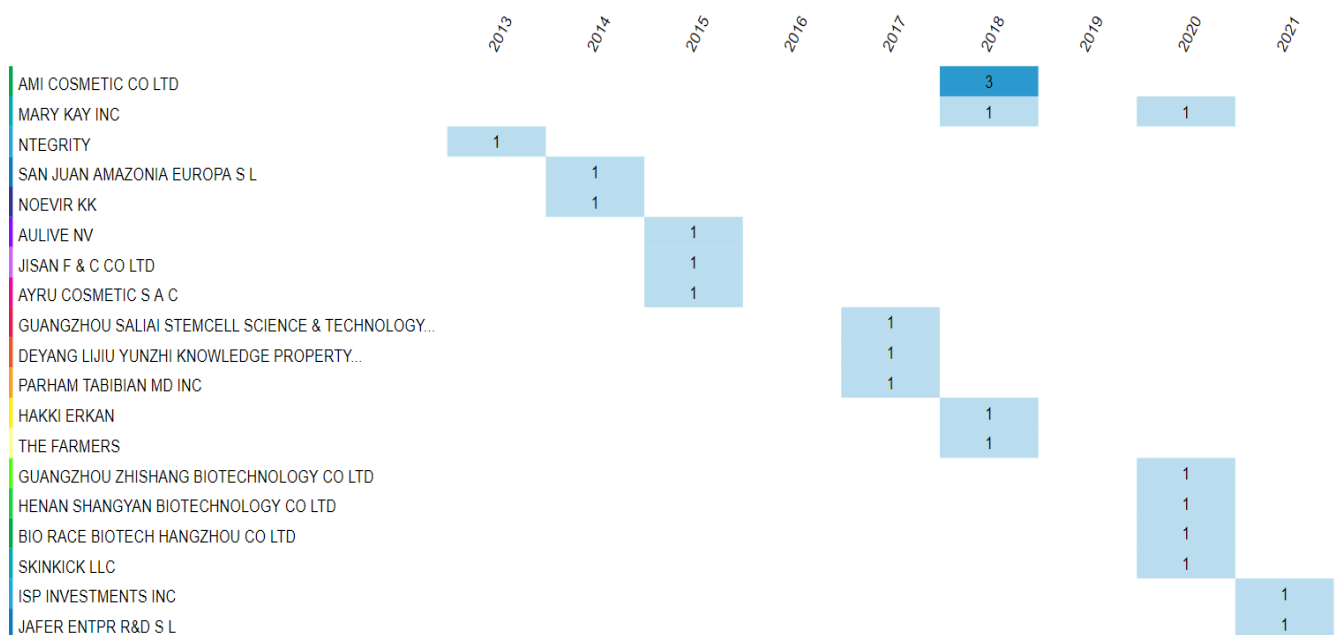 2013 2014 2015 2016 2017 2018 2019 2020 2021
AMI COSMETIC CO LTD 3
MARY KAY INC 1 1
NTEGRITY 1
SAN JUAN AMAZONIA EUROPA S L 1
NOEVIR KK 1
AULIVE NV 1
JISAN F & C CO LTD 1
AYRU COSMETIC S A C 1
GUANGZHOU SALIAI STEMCELL SCIENCE & TECHNOLOGY... 1
DEYANG LIJIU YUNZHI KNOWLEDGE PROPERTY... 1
PARHAM TABIBIAN MD INC 1
HAKKI ERKAN 1
THE FARMERS 1
GUANGZHOU ZHISHANG BIOTECHNOLOGY CO LTD 1
HENAN SHANGYAN BIOTECHNOLOGY CO LTD 1
BIO RACE BIOTECH HANGZHOU CO LTD 1
SKINKICK LLC 1
ISP INVESTMENTS INC 1
JAFER ENTPR R&D S L 1